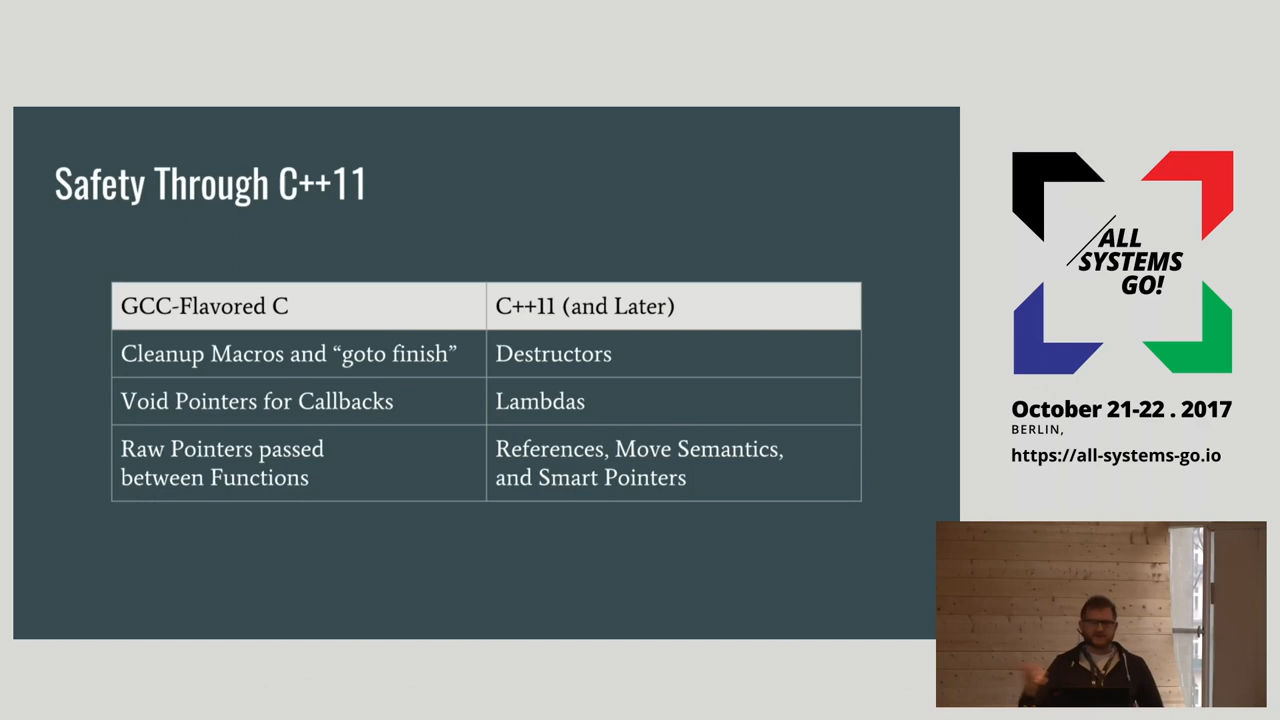 Safety Through C++11
GCC-Flavored C
C++11 (and Later)
Cleanup Macros and “goto finish”
Destructors
Void Pointers for Callbacks
Lambdas
Raw Pointers passed
between Functions
References, Move Semantics,
and Smart Pointers
ALL
SYSTEMS
GO!
October 21-22 . 2017
BERLIN,
https://all-systems-go.io